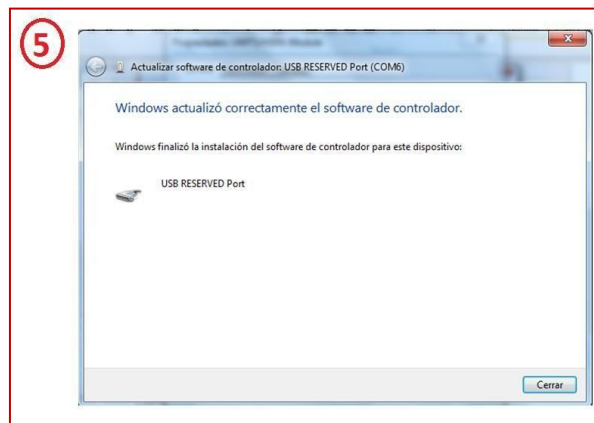 5
Actualizar software de controlador: USB RESERVED Port (COM6)
Windows actualizó correctamente el software de controlador.
Windows finalizó la instalación del software de controlador para este dispositivo:
USB RESERVED Port
Cerrar